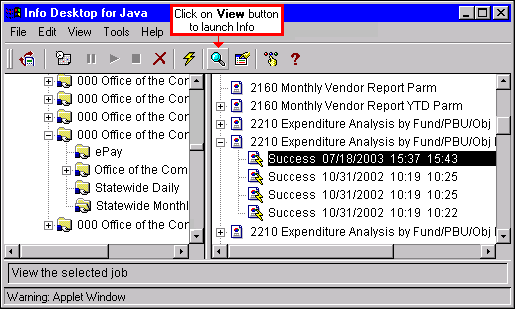 Info Desktop for Java
Click on View button
to launch Info
File Edit View Tools Help
000 Office of the Cor
000 Office of the Cor
000 Office of the Cor
000 Office of the Cor
ePay
Office of the Com
Statewide Daily
Statewide Monthl
000 Office of the Cor
2160 Monthly Vendor Report Parm
2160 Monthly Vendor Report YTD Parm
2210 Expenditure Analysis by Fund/PBU/Obj I
2210 Expenditure Analysis by Fund/PBU/Obj I
Success 07/18/2003 15:37 15:43
Success 10/31/2002 10:19 10:25
Success 10/31/2002 10:19 10:25
Success 10/31/2002 10:19 10:22
2210 Expenditure Analysis by Fund/PBU/Obj I
View the selected job
Warning: Applet Window